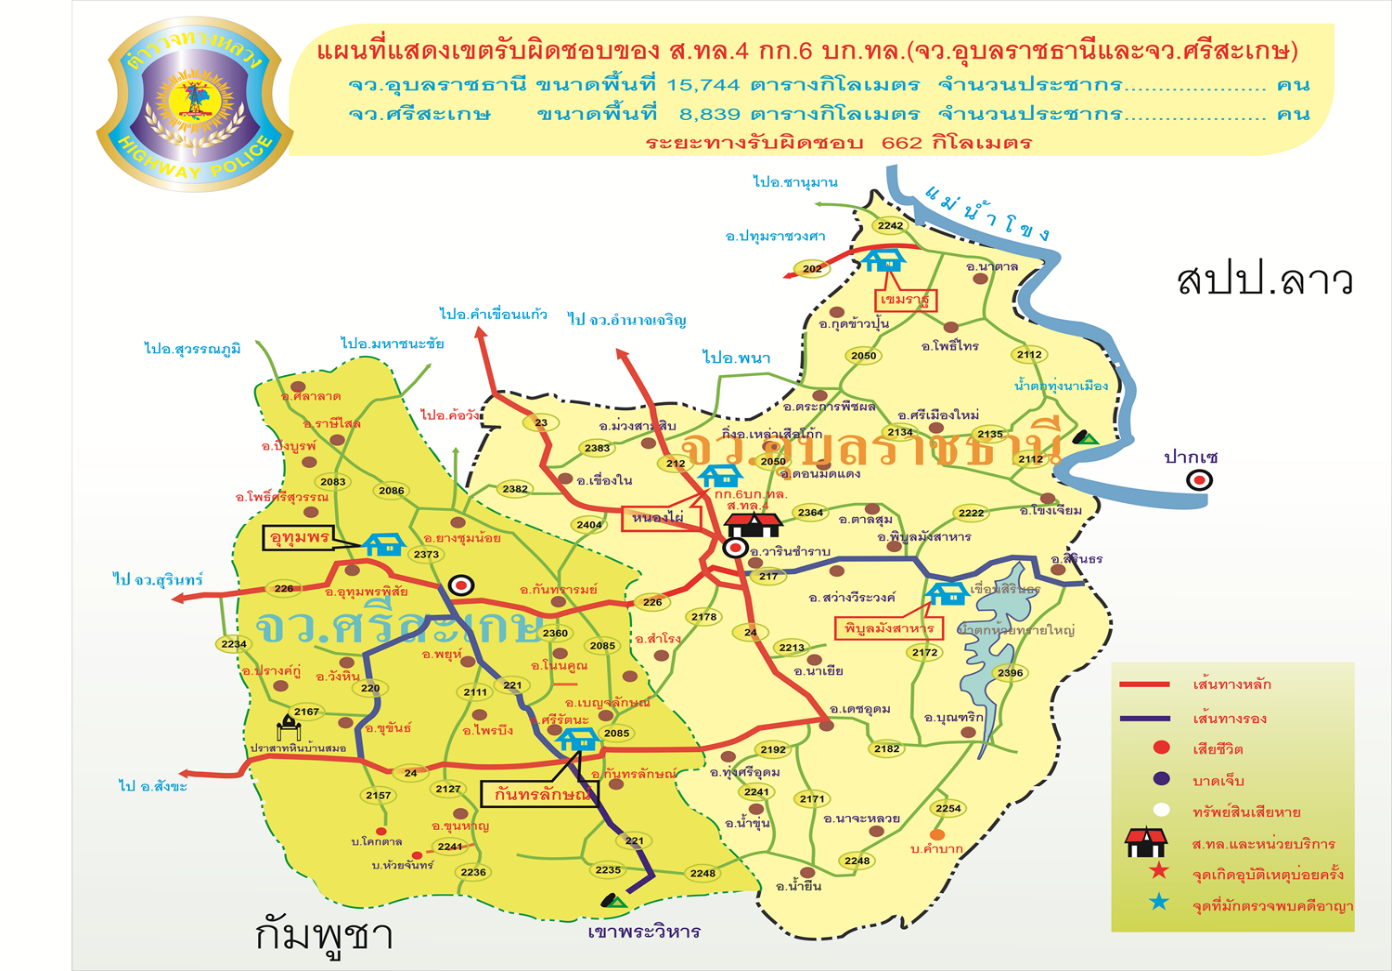 ตำรวจทางหลวง
HIGHWAY POLICE
แผนที่แสดงเขตรับผิดชอบของ ส.ทล.4 กก.6 บก.ทล.(จว.อุบลราชธานีและจว.ศรีสะเกษ)
จว.อุบลราชธานี ขนาดพื้นที่ 15,744 ตารางกิโลเมตร จำนวนประชากร..................... คน
จว.ศรีสะเกษ ขนาดพื้นที่ 8,839 ตารางกิโลเมตร จำนวนประชากร..................... คน
ระยะทางรับผิดชอบ 662 กิโลเมตร
ไปอ.ชานุมาน
แม่น้ำโขง
2242
อ.ปทุมราชวงศา
202
อ.นาตาล
สปป.ลาว
เขมราฐ
ไปอ.คำเขื่อนแก้ว
ไป จว.อำนาจเจริญ
อ.กุดข้าวปุ้น
อ.โพธิ์ไทร
ไปอ.สุวรรณภูมิ
ไปอ.มหาชนะชัย
ไปอ.พนา
2050
2112
น้ำตกทุ่งนาเมือง
อ.ศิลาลาด
ไปอ.ค้อวัง
อ.ตระการพืชผล
อ.ศรีเมืองใหม่
อ.ราษีไศล
23
อ.ม่วงสามสิบ
กิ่งอ.เหล่าเสือโก้ก
2134
2135
จว.อุบลราชธานี
อ.บึงบูรพ์
2383
212
2050
2112
ปากเซ
อ.ดอนมดแดง
2083
2086
2382
อ.เขื่องใน
กก.6บก.ทล.
ส.ทล.4
อ.โพธิ์ศรีสุวรรณ
หนองไผ่
2364
อ.ตาลสุม
2222
อ.โขงเจียม
2404
อุทุมพร
อ.ยางชุมน้อย
อ.พิบูลมังสาหาร
2373
อ.วารินชำราบ
อ.สิรินธร
ไป จว.สุรินทร์
217
226
อ.อุทุมพรพิสัย
อ.กันทรารมย์
226
อ.สว่างวีระวงศ์
เขื่อนสิรินธร
2178
จว.ศรีสะเกษ
2360
24
พิบูลมังสาหาร
น้ำตกห้วยทรายใหญ่
2234
2085
อ.สำโรง
2213
2172
อ.พยุห์
อ.ปรางค์กู่
อ.วังหิน
อ.โนนคูณ
อ.นาเยีย
2396
220
2111
221
2167
อ.เบญจลักษณ์
อ.เดชอุดม
อ.บุณฑริก
อ.ขุขันธ์
อ.ไพรบึง
อ.ศรีรัตนะ
2085
ปราสาทหินบ้านสมอ
2192
2182
24
อ.กันทรลักษณ์
อ.ทุ่งศรีอุดม
ไป อ.สังขะ
2157
2127
กันทรลักษณ์
2241
2171
2254
อ.ขุนหาญ
อ.น้ำขุ่น
อ.นาจะหลวย
บ.โคกตาล
2241
221
บ.คำบาก
บ.ห้วยจันทร์
2236
2235
2248
2248
อ.น้ำยืน
กัมพูชา
เขาพระวิหาร
เส้นทางหลัก
เส้นทางรอง
เสียชีวิต
บาดเจ็บ
ทรัพย์สินเสียหาย
ส.ทล.และหน่วยบริการ
จุดเกิดอุบัติเหตุบ่อยครั้ง
จุดที่มักตรวจพบคดีอาญา